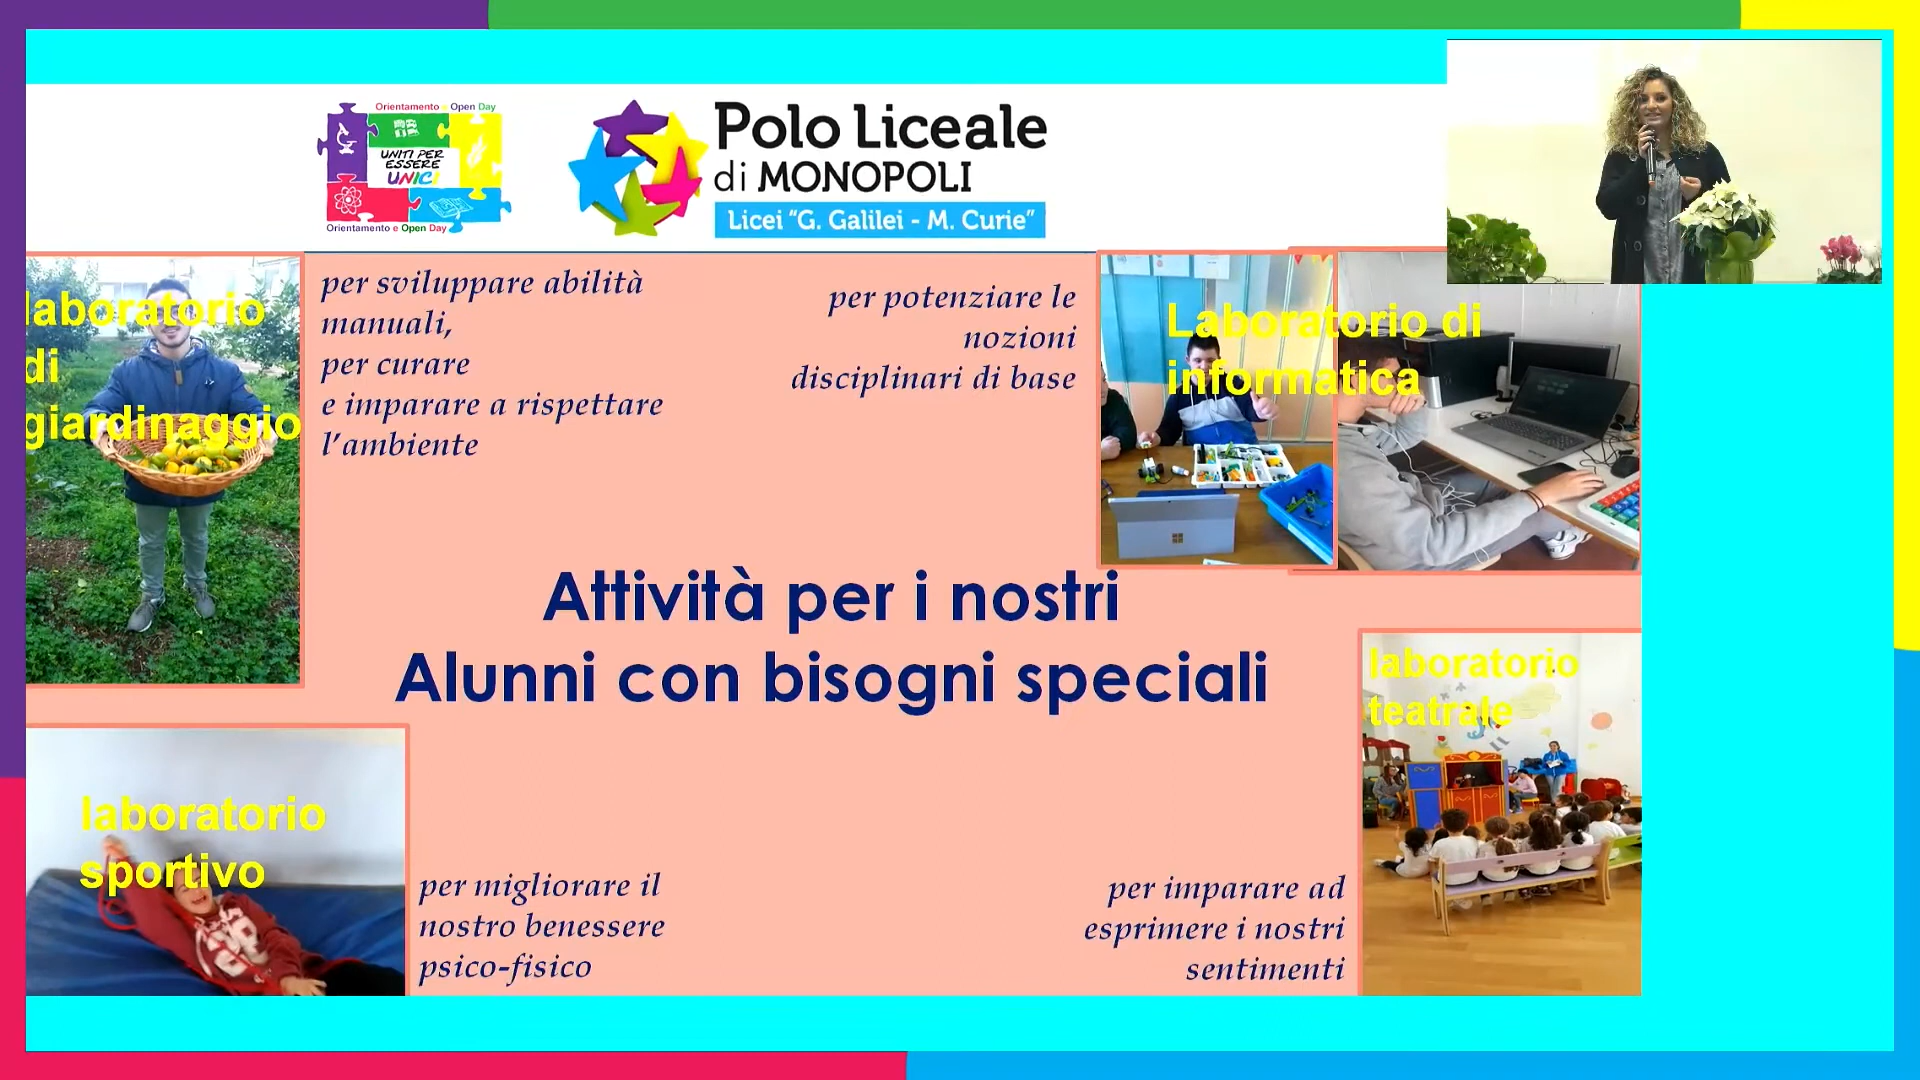 Orientamento e Open Day
UNITI PER
ESSERE
UNICI
Orientamento e Open Day
Polo Liceale
di MONOPOLI
Licei “G. Galilei - M. Curie”
laboratorio
di
giardinaggio
per sviluppare abilità
manuali,
per curare
e imparare a rispettare
l’ambiente
per potenziare le
nozioni
disciplinari di base
Laboratorio di
informatica
Attività per i nostri
Alunni con bisogni speciali
laboratorio
sportivo
per migliorare il
nostro benessere
psico-fisico
per imparare ad
esprimere i nostri
sentimenti
laboratorio
teatrale